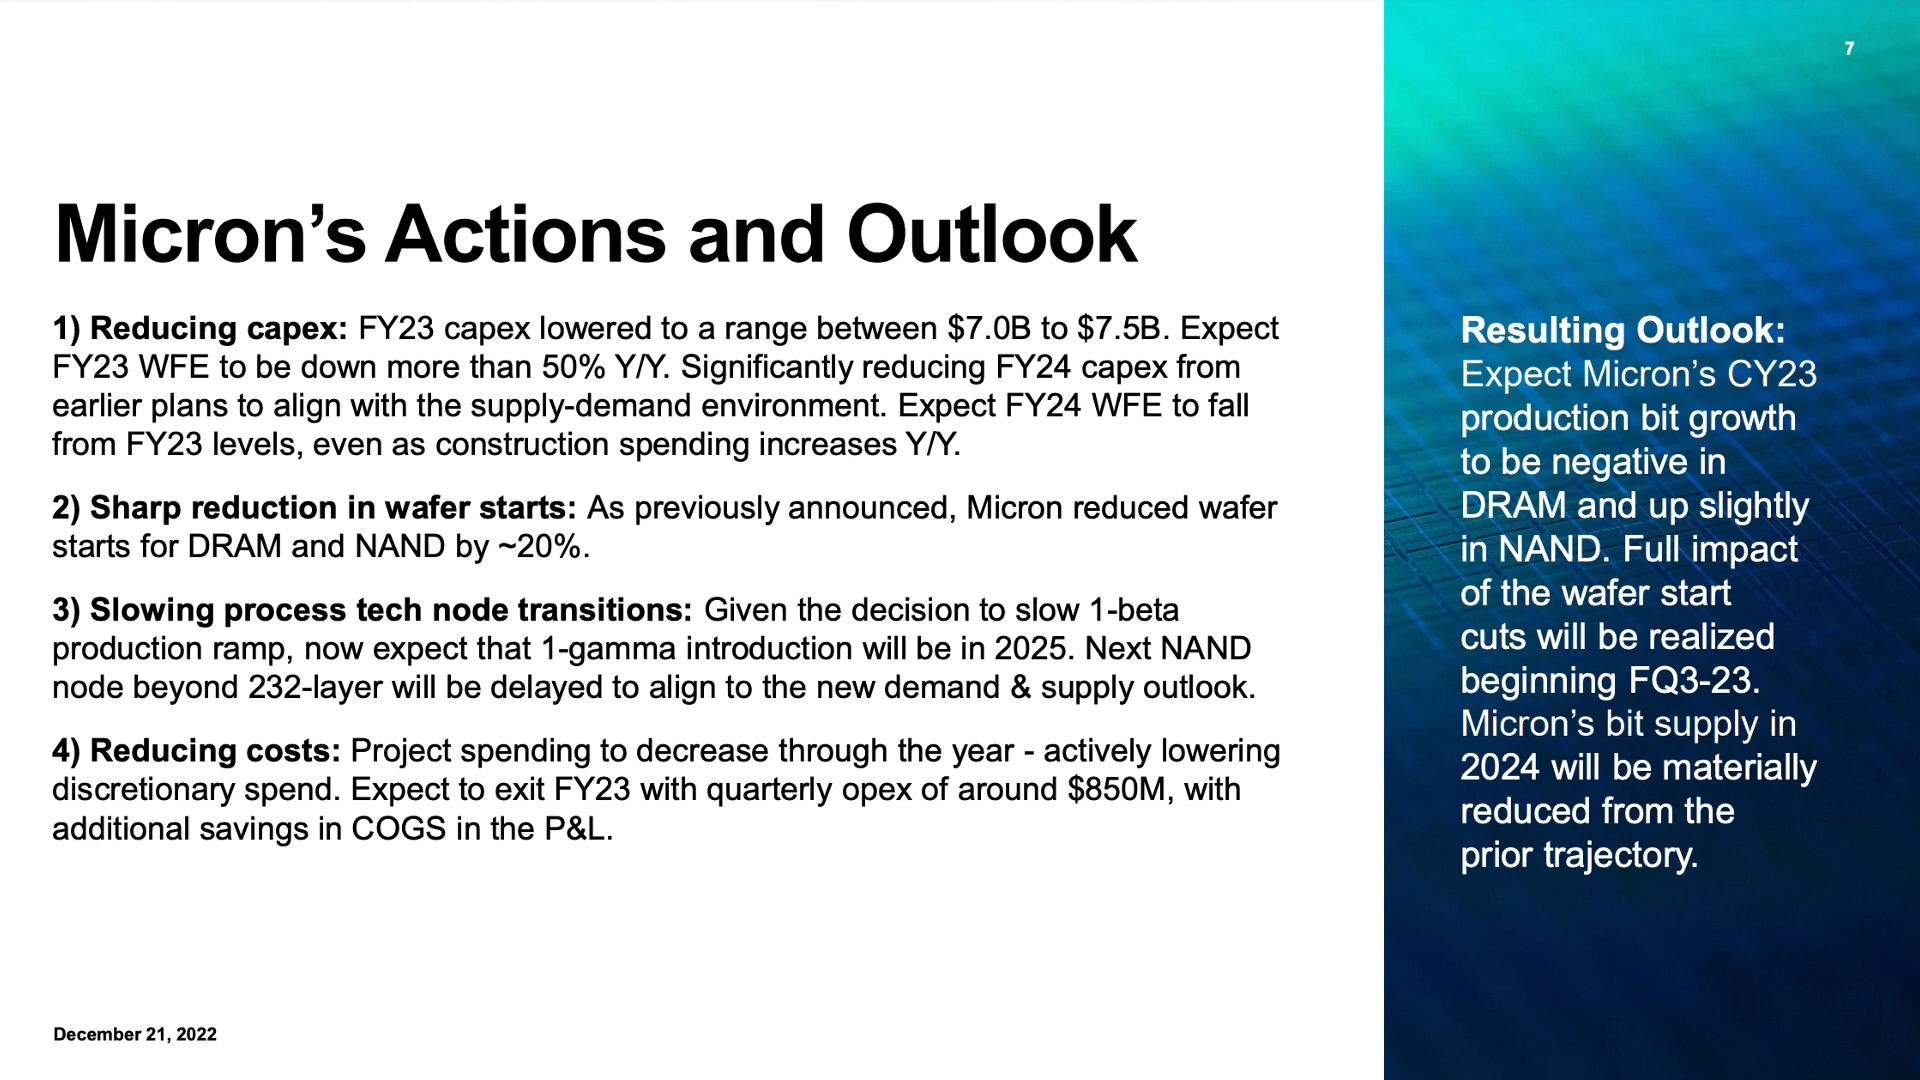 7
Micron’s Actions and Outlook
1) Reducing capex: FY23 capex lowered to a range between $7.0B to $7.5B. Expect
FY23 WFE to be down more than 50% Y/Y. Significantly reducing FY24 capex from
earlier plans to align with the supply-demand environment. Expect FY24 WFE to fall
from FY23 levels, even as construction spending increases Y/Y.
2) Sharp reduction in wafer starts: As previously announced, Micron reduced wafer
starts for DRAM and NAND by ~20%.
3) Slowing process tech node transitions: Given the decision to slow 1-beta
production ramp, now expect that 1-gamma introduction will be in 2025. Next NAND
node beyond 232-layer will be delayed to align to the new demand & supply outlook.
4) Reducing costs: Project spending to decrease through the year - actively lowering
discretionary spend. Expect to exit FY23 with quarterly opex of around $850M, with
additional savings in COGS in the P&L.
Resulting Outlook:
Expect Micron’s CY23
production bit growth
to be negative in
DRAM and up slightly
in NAND. Full impact
of the wafer start
cuts will be realized
beginning FQ3-23.
Micron’s bit supply in
2024 will be materially
reduced from the
prior trajectory.
December 21, 2022